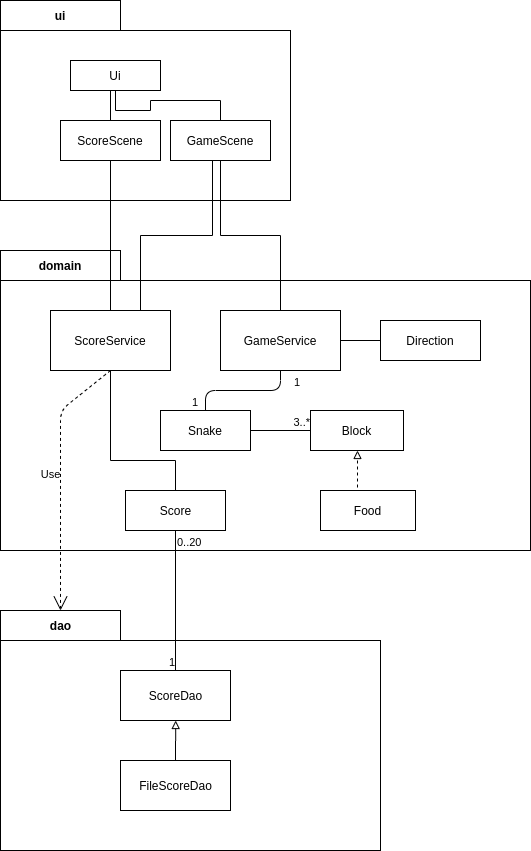 ui
Ui
ScoreScene
GameScene
domain
ScoreService
GameService
Direction
1
1
Snake
3..*
Block
Use
Score
Food
0..20
dao
1
ScoreDao
FileScoreDao